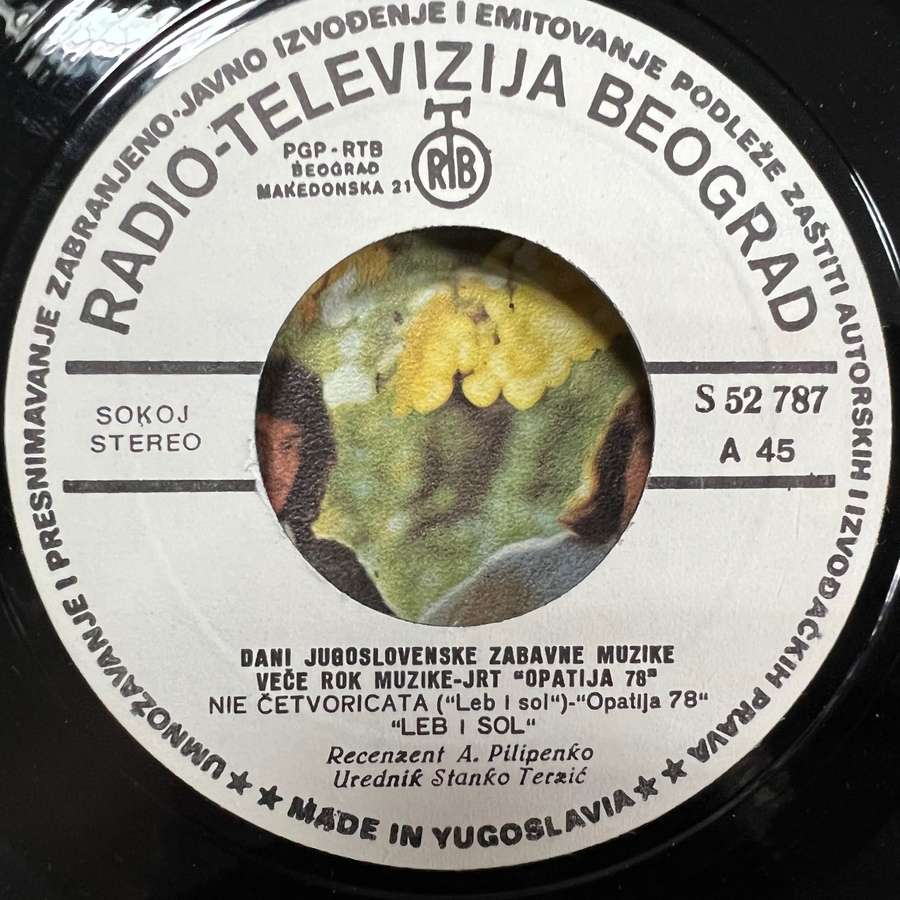 UMNOŽAVANJE I PRESNIMAVANJE ZABRANJENO·JAVNO IZVOĐENJE I EMITOVANJE PODLEŽE ZAŠTITI AUTORSKIH I IZVOĐAČKIH PRAVA
RADIO-TELEVIZIJA BEOGRAD
PGP-RTB
BEOGRAD
MAKEDONSKA 21
RTB
SOKOJ
STEREO
S 52 787
A 45
DANI JUGOSLOVENSKE ZABAVNE MUZIKE
VEČE ROK MUZIKE-JRT "OPATIJA 78"
NIE ČETVORICATA ("Leb i sol")-"Opatija 78"
"LEB I SOL"
Recenzent A. Pilipenko
Urednik Stanko Terzić
★★★MADE IN YUGOSLAVIA★★★